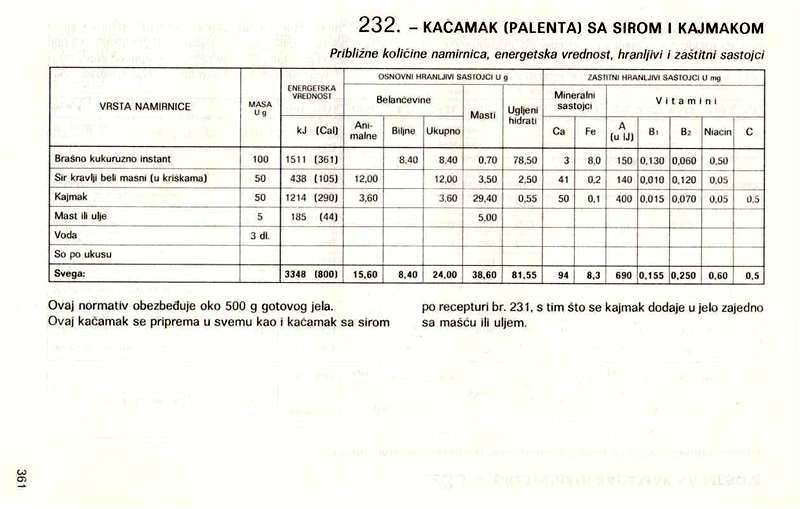 232. – KAČAMAK (PALENTA) SA SIROM I KAJMAKOM
Približne količine namirnica, energetska vrednost, hranljivi i zaštitni sastojci
VRSTA NAMIRNICE MASA U g ENERGETSKA VREDNOST OSNOVNI HRANLJIVI SASTOJCI U g ZAŠTITNI HRANLJIVI SASTOJCI U mg
Belančevine Masti Ugljeni hidrati Mineralni sastojci Vitamini
kJ (Cal) Ani-malne Biljne Ukupno Ca Fe A (u IJ) B1 B2 Niacin C
Brašno kukuruzno instant 100 1511 (361) 8,40 8,40 0,70 78,50 3 8,0 150 0,130 0,060 0,50
Sir kravlji beli masni (u kriškama) 50 438 (105) 12,00 12,00 3,50 2,50 41 0,2 140 0,010 0,120 0,05
Kajmak 50 1214 (290) 3,60 3,60 29,40 0,55 50 0,1 400 0,015 0,070 0,05 0,5
Mast ili ulje 5 185 (44) 5,00
Voda 3 dl.
So po ukusu
Svega: 3348 (800) 15,60 8,40 24,00 38,60 81,55 94 8,3 690 0,155 0,250 0,60 0,5
Ovaj normativ obezbeđuje oko 500 g gotovog jela.
Ovaj kačamak se priprema u svemu kao i kačamak sa sirom
po recepturi br. 231, s tim što se kajmak dodaje u jelo zajedno
sa mašću ili uljem.
361